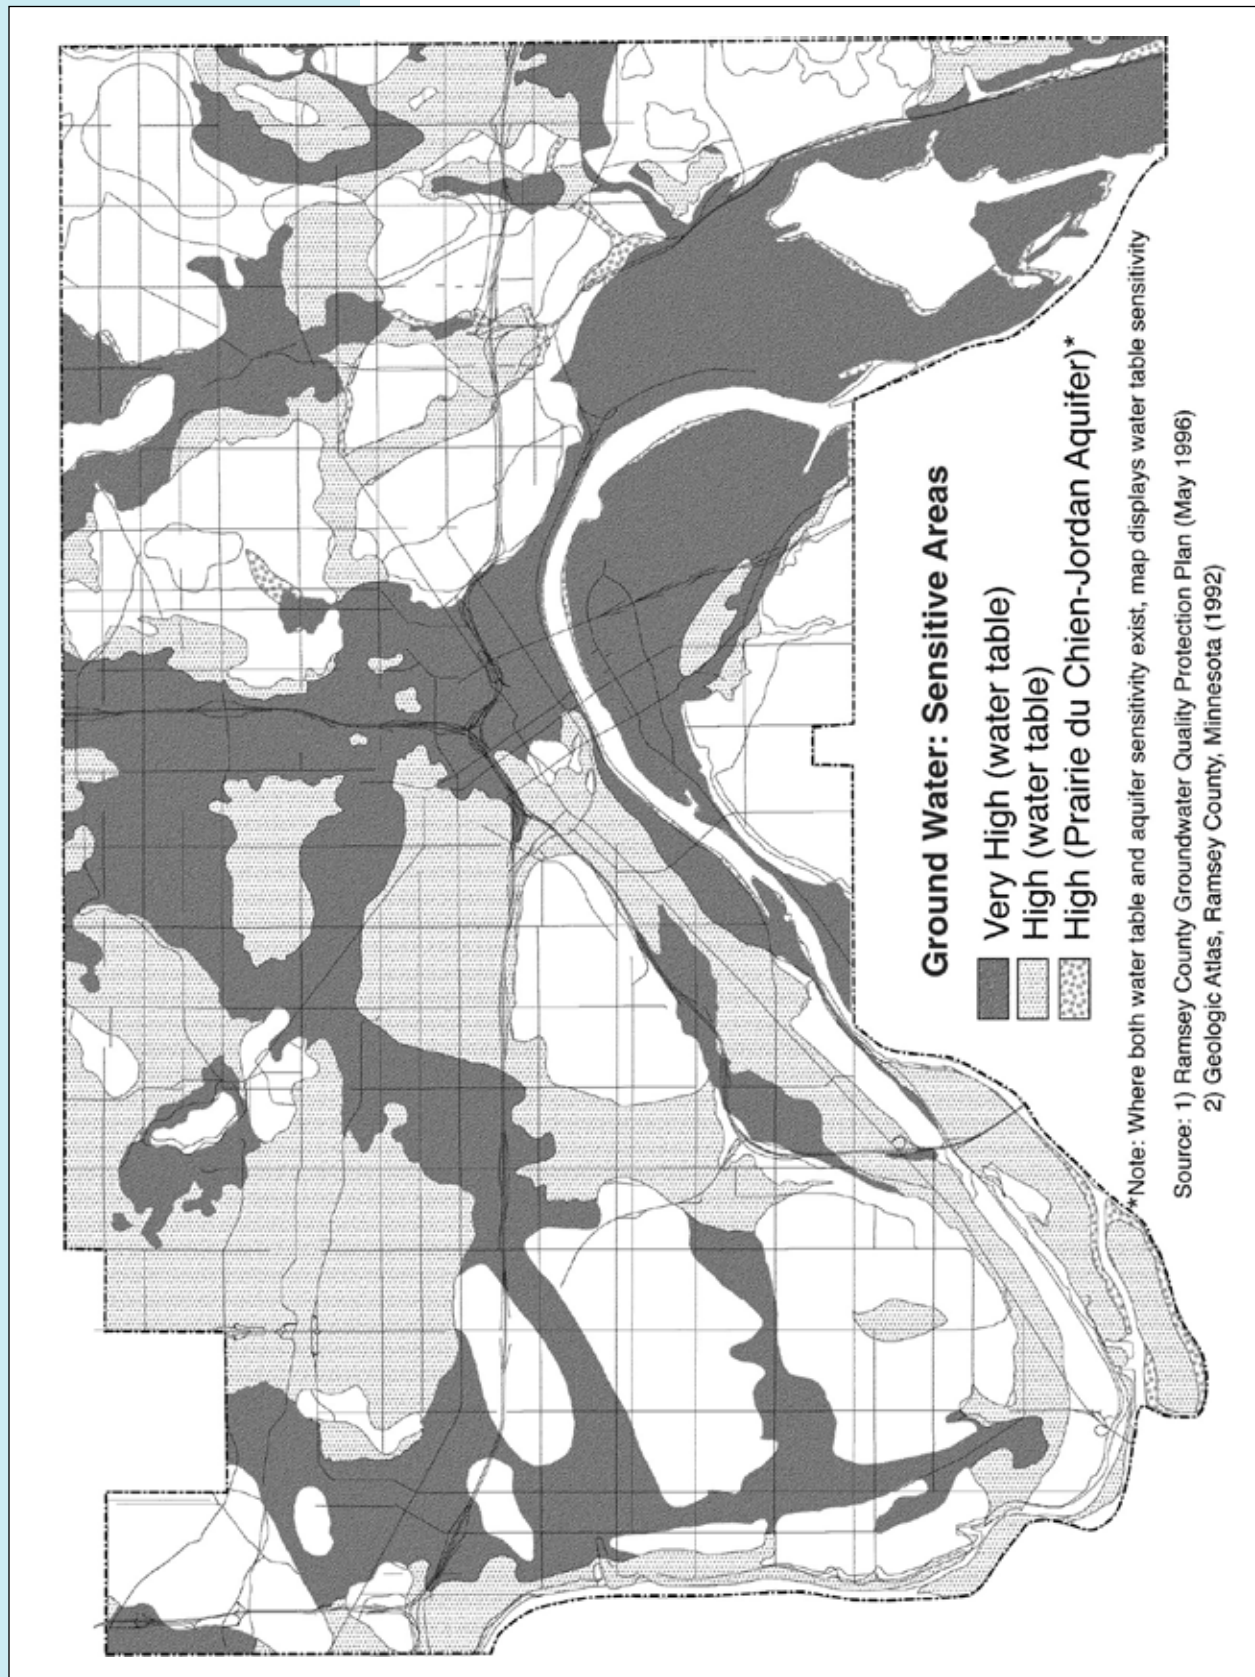 Ground Water: Sensitive Areas
Very High (water table)
High (water table)
High (Prairie du Chien-Jordan Aquifer)*
*Note: Where both water table and aquifer sensitivity exist, map displays water table sensitivity
Source: 1) Ramsey County Groundwater Quality Protection Plan (May 1996)
2) Geologic Atlas, Ramsey County, Minnesota (1992)